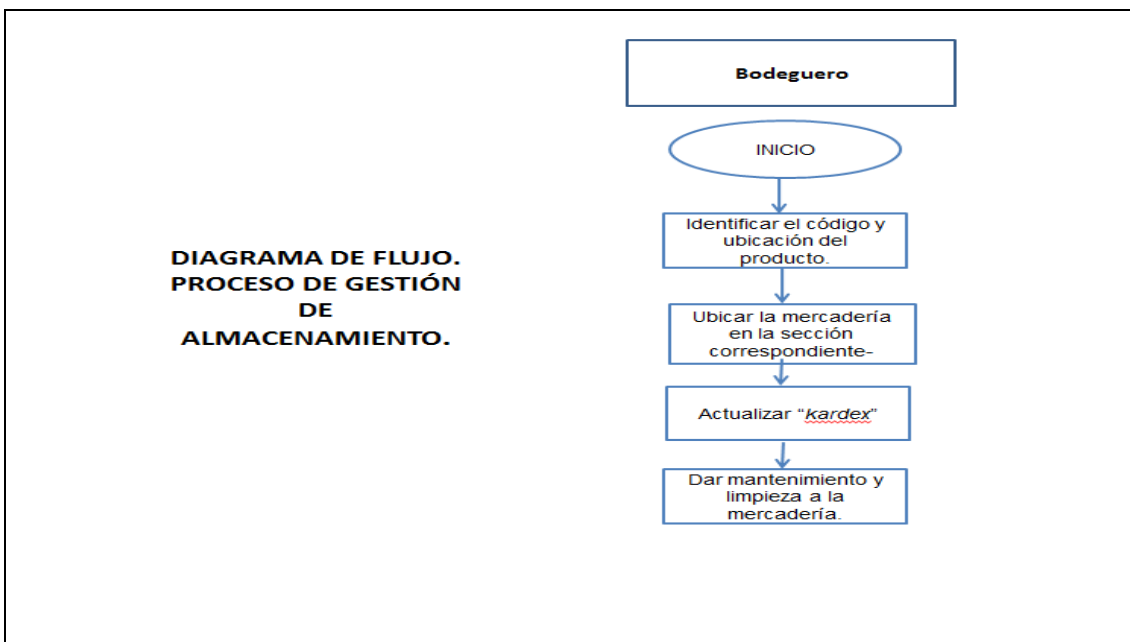 Bodeguero
INICIO
Identificar el código y
ubicación del
producto.
DIAGRAMA DE FLUJO.
PROCESO DE GESTIÓN
DE
ALMACENAMIENTO.
Ubicar la mercadería
en la sección
correspondiente-
Actualizar “kardex”
Dar mantenimiento y
limpieza a la
mercadería.